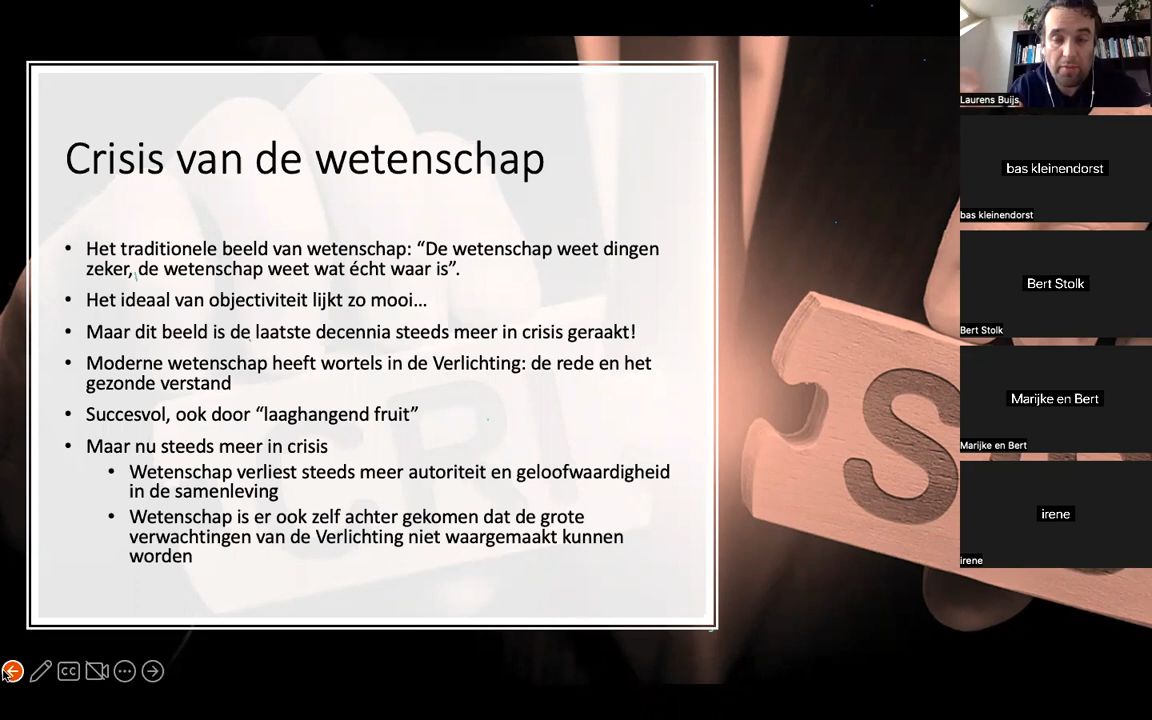 Crisis van de wetenschap
• Het traditionele beeld van wetenschap: “De wetenschap weet dingen
zeker, de wetenschap weet wat écht waar is”.
• Het ideaal van objectiviteit lijkt zo mooi...
• Maar dit beeld is de laatste decennia steeds meer in crisis geraakt!
• Moderne wetenschap heeft wortels in de Verlichting: de rede en het
gezonde verstand
• Succesvol, ook door “laaghangend fruit”
• Maar nu steeds meer in crisis
• Wetenschap verliest steeds meer autoriteit en geloofwaardigheid
in de samenleving
• Wetenschap is er ook zelf achter gekomen dat de grote
verwachtingen van de Verlichting niet waargemaakt kunnen
worden
CRI
S
CC
Laurens Buijs
bas kleinendorst
bas kleinendorst
Bert Stolk
Bert Stolk
Marijke en Bert
Marijke en Bert
irene
irene